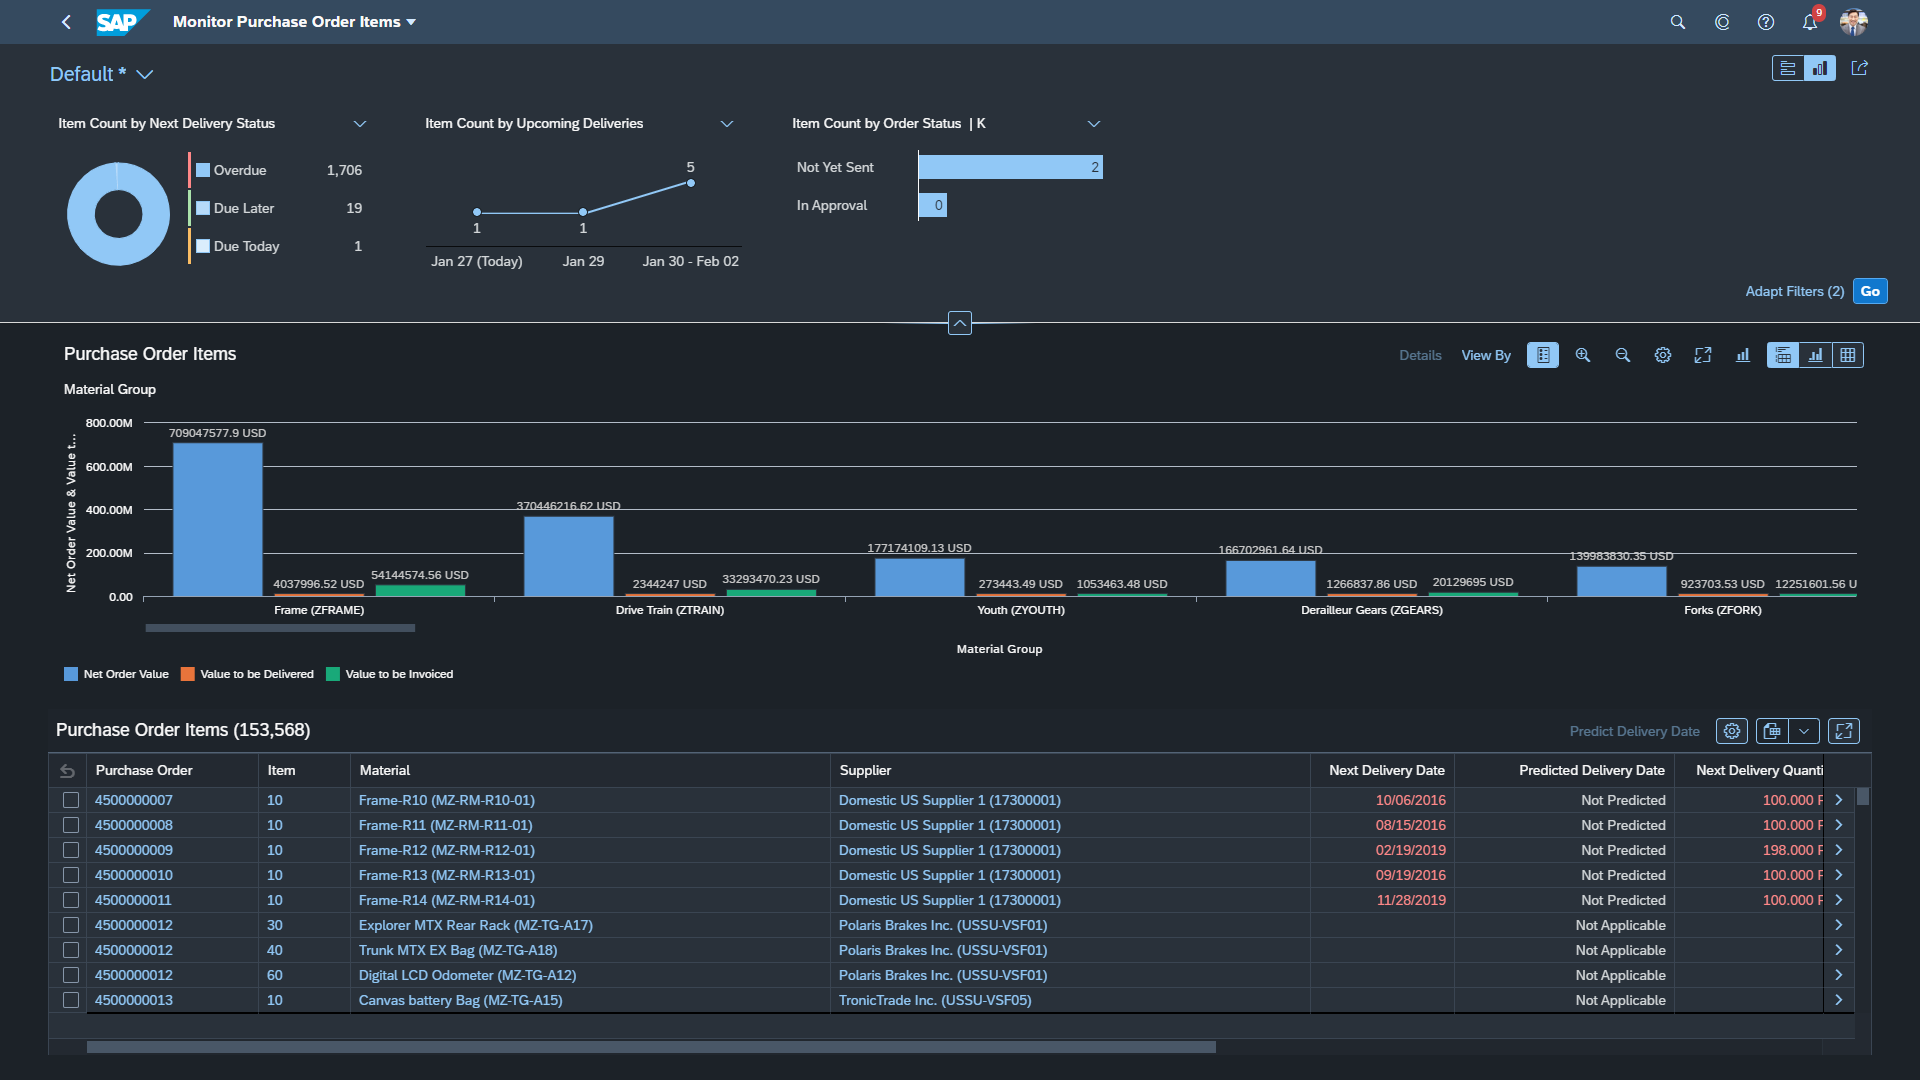 SAP Monitor Purchase Order Items 9
Default *
Item Count by Next Delivery Status
Overdue 1,706
Due Later 19
Due Today 1
Item Count by Upcoming Deliveries
5
1 1
Jan 27 (Today) Jan 29 Jan 30 - Feb 02
Item Count by Order Status | K
Not Yet Sent 2
In Approval 0
Adapt Filters (2) Go
Purchase Order Items
Details View By
Material Group
Net Order Value & Value t...
800.00M
600.00M
400.00M
200.00M
0.00
709047577.9 USD 4037996.52 USD 54144574.56 USD
370446216.62 USD 2344247 USD 33293470.23 USD
177174109.13 USD 273443.49 USD 1053463.48 USD
166702961.64 USD 1266837.86 USD 20129695 USD
139983830.35 USD 923703.53 USD 12251601.56 U
Frame (ZFRAME) Drive Train (ZTRAIN) Youth (ZYOUTH) Derailleur Gears (ZGEARS) Forks (ZFORK)
Material Group
Net Order Value Value to be Delivered Value to be Invoiced
Purchase Order Items (153,568)
Predict Delivery Date
Purchase Order Item Material Supplier Next Delivery Date Predicted Delivery Date Next Delivery Quanti
4500000007 10 Frame-R10 (MZ-RM-R10-01) Domestic US Supplier 1 (17300001) 10/06/2016 Not Predicted 100.000 P
4500000008 10 Frame-R11 (MZ-RM-R11-01) Domestic US Supplier 1 (17300001) 08/15/2016 Not Predicted 100.000 P
4500000009 10 Frame-R12 (MZ-RM-R12-01) Domestic US Supplier 1 (17300001) 02/19/2019 Not Predicted 198.000 P
4500000010 10 Frame-R13 (MZ-RM-R13-01) Domestic US Supplier 1 (17300001) 09/19/2016 Not Predicted 100.000 P
4500000011 10 Frame-R14 (MZ-RM-R14-01) Domestic US Supplier 1 (17300001) 11/28/2019 Not Predicted 100.000 P
4500000012 30 Explorer MTX Rear Rack (MZ-TG-A17) Polaris Brakes Inc. (USSU-VSF01) Not Applicable
4500000012 40 Trunk MTX EX Bag (MZ-TG-A18) Polaris Brakes Inc. (USSU-VSF01) Not Applicable
4500000012 60 Digital LCD Odometer (MZ-TG-A12) Polaris Brakes Inc. (USSU-VSF01) Not Applicable
4500000013 10 Canvas battery Bag (MZ-TG-A15) TronicTrade Inc. (USSU-VSF05) Not Applicable